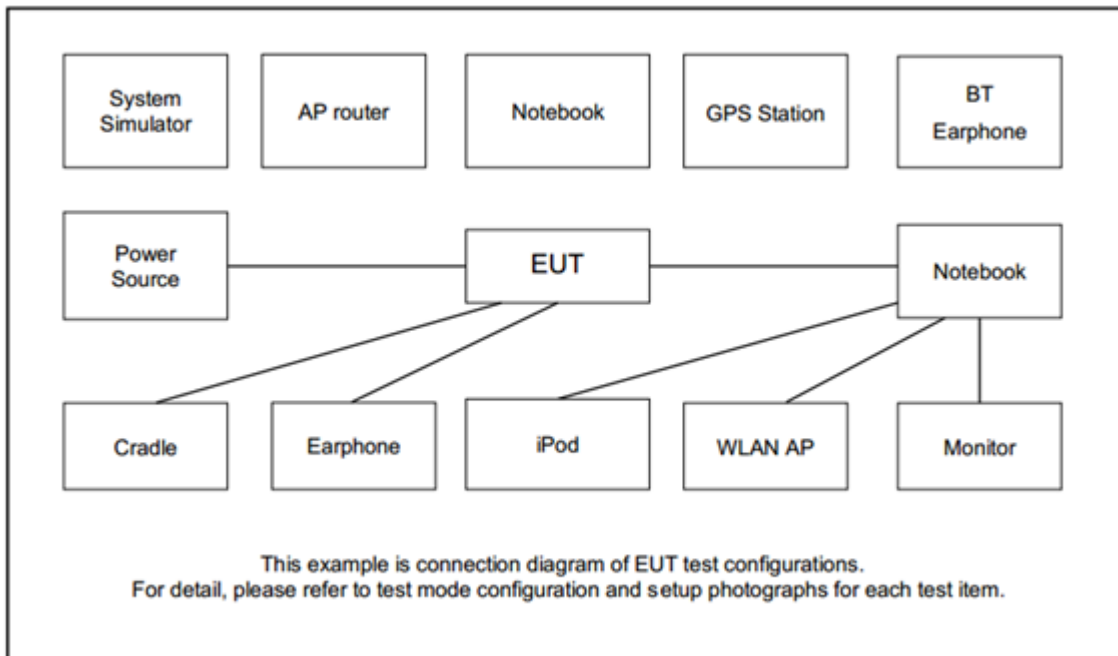 System
Simulator
AP router
Notebook
GPS Station
BT
Earphone
Power
Source
EUT
Notebook
Cradle
Earphone
iPod
WLAN AP
Monitor
This example is connection diagram of EUT test configurations.
For detail, please refer to test mode configuration and setup photographs for each test item.